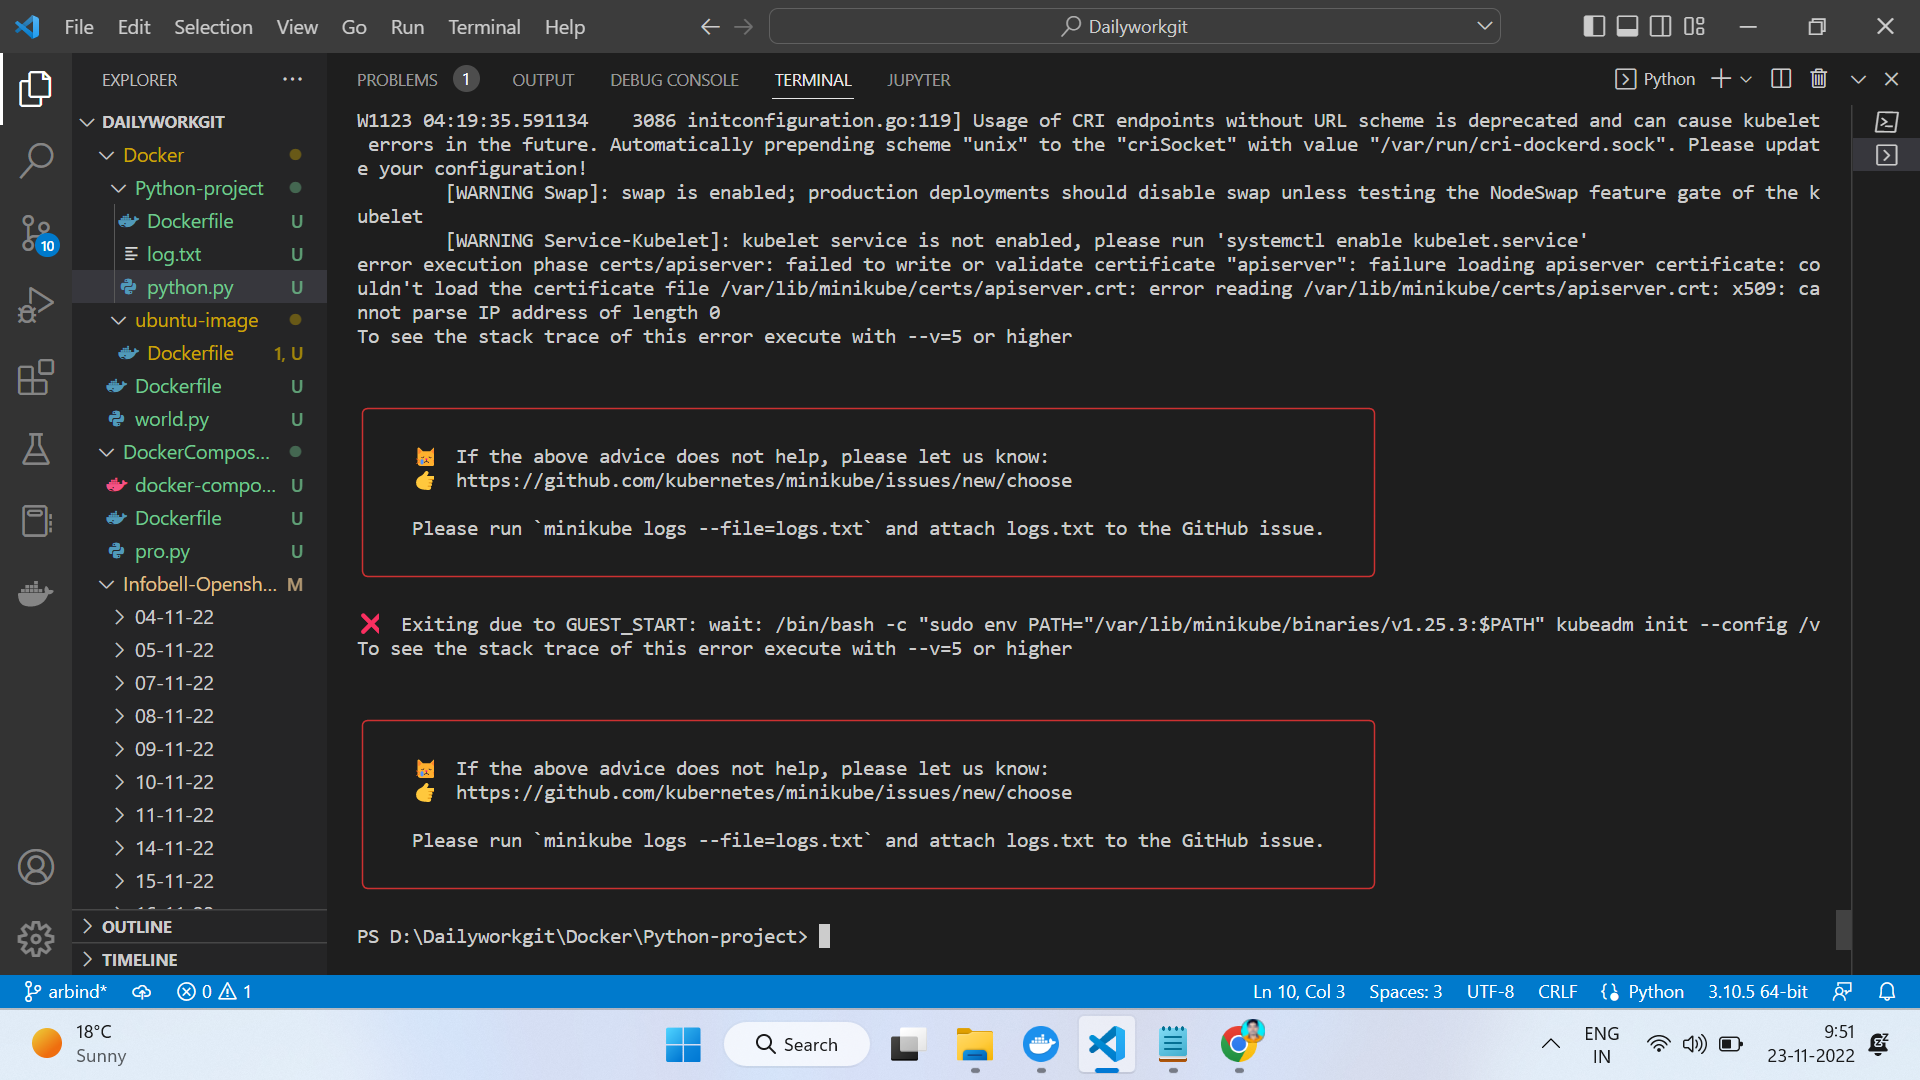 File Edit Selection View Go Run Terminal Help
Dailyworkgit
EXPLORER
DAILYWORKGIT
Docker
Python-project
Dockerfile U
log.txt U
python.py U
ubuntu-image
Dockerfile 1, U
Dockerfile U
world.py U
DockerCompos...
docker-compo... U
Dockerfile U
pro.py U
Infobell-Opensh... M
04-11-22
05-11-22
07-11-22
08-11-22
09-11-22
10-11-22
11-11-22
14-11-22
15-11-22
OUTLINE
TIMELINE
10
PROBLEMS 1 OUTPUT DEBUG CONSOLE TERMINAL JUPYTER
Python
W1123 04:19:35.591134    3086 initconfiguration.go:119] Usage of CRI endpoints without URL scheme is deprecated and can cause kubelet
 errors in the future. Automatically prepending scheme "unix" to the "criSocket" with value "/var/run/cri-dockerd.sock". Please updat
e your configuration!
        [WARNING Swap]: swap is enabled; production deployments should disable swap unless testing the NodeSwap feature gate of the k
ubelet
        [WARNING Service-Kubelet]: kubelet service is not enabled, please run 'systemctl enable kubelet.service'
error execution phase certs/apiserver: failed to write or validate certificate "apiserver": failure loading apiserver certificate: co
uldn't load the certificate file /var/lib/minikube/certs/apiserver.crt: error reading /var/lib/minikube/certs/apiserver.crt: x509: ca
nnot parse IP address of length 0
To see the stack trace of this error execute with --v=5 or higher
If the above advice does not help, please let us know:
https://github.com/kubernetes/minikube/issues/new/choose
Please run `minikube logs --file=logs.txt` and attach logs.txt to the GitHub issue.
Exiting due to GUEST_START: wait: /bin/bash -c "sudo env PATH="/var/lib/minikube/binaries/v1.25.3:$PATH" kubeadm init --config /v
To see the stack trace of this error execute with --v=5 or higher
If the above advice does not help, please let us know:
https://github.com/kubernetes/minikube/issues/new/choose
Please run `minikube logs --file=logs.txt` and attach logs.txt to the GitHub issue.
PS D:\Dailyworkgit\Docker\Python-project>
arbind* 0 1 Ln 10, Col 3 Spaces: 3 UTF-8 CRLF Python 3.10.5 64-bit
18°C
Sunny
Search
ENG
IN
9:51
23-11-2022